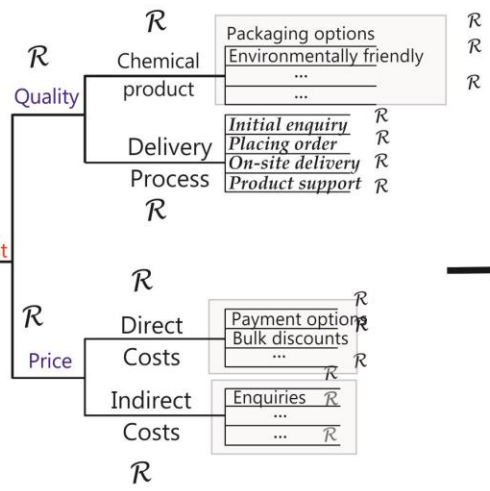 ℛ
Packaging options ℛ
ℛ
Environmentally friendly ℛ
Chemical
product
...
... ℛ
Quality
Delivery
Process
Initial enquiry ℛ
Placing order ℛ
On-site delivery ℛ
Product support ℛ
ℛ
t
ℛ
ℛ
Direct
Costs
ℛ
Payment options ℛ
Bulk discounts
... ℛ
Price
ℛ
Indirect
Costs
Enquiries ℛ
...
... ℛ
ℛ